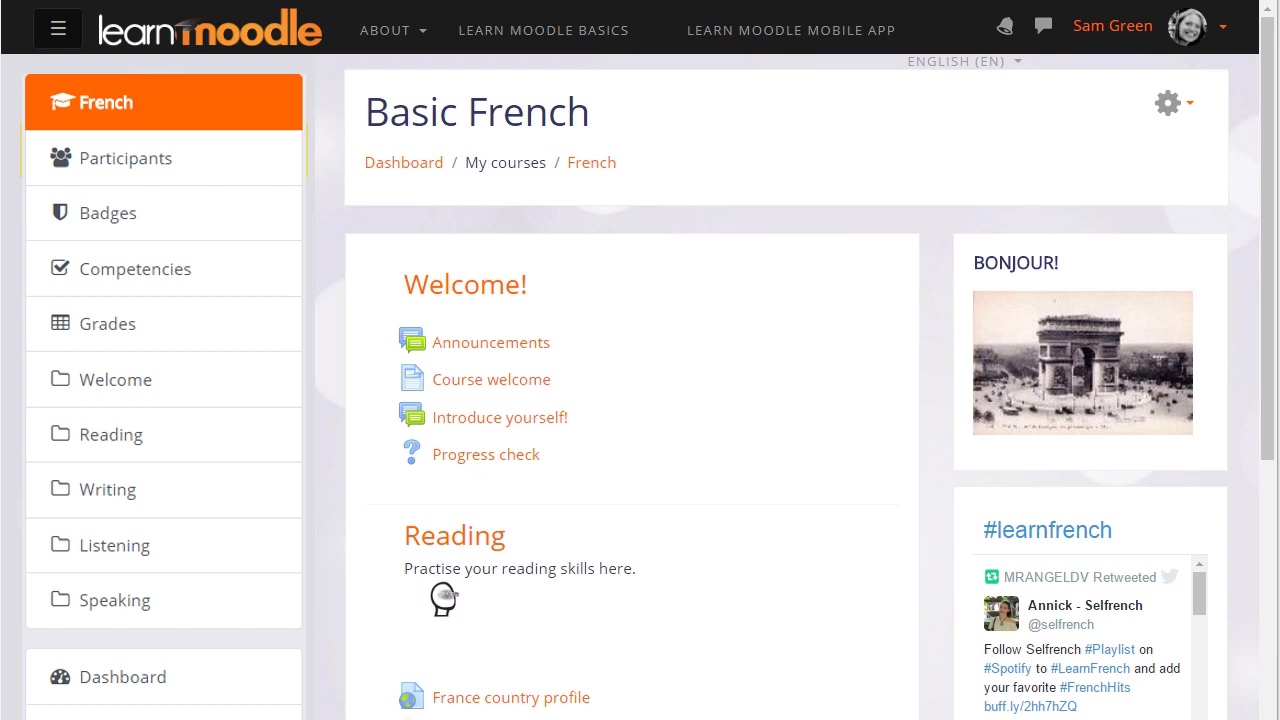 learn moodle
ABOUT
LEARN MOODLE BASICS
LEARN MOODLE MOBILE APP
Sam Green
ENGLISH (EN)
French
Participants
Badges
Competencies
Grades
Welcome
Reading
Writing
Listening
Speaking
Dashboard
Basic French
Dashboard / My courses / French
Welcome!
Announcements
Course welcome
Introduce yourself!
Progress check
Reading
Practise your reading skills here.
France country profile
BONJOUR!
#learnfrench
MRANGELDV Retweeted
Annick - Selfrench
@selfrench
Follow Selfrench #Playlist on
#Spotify to #LearnFrench and add
your favorite #FrenchHits
buff.ly/2hh7hZQ